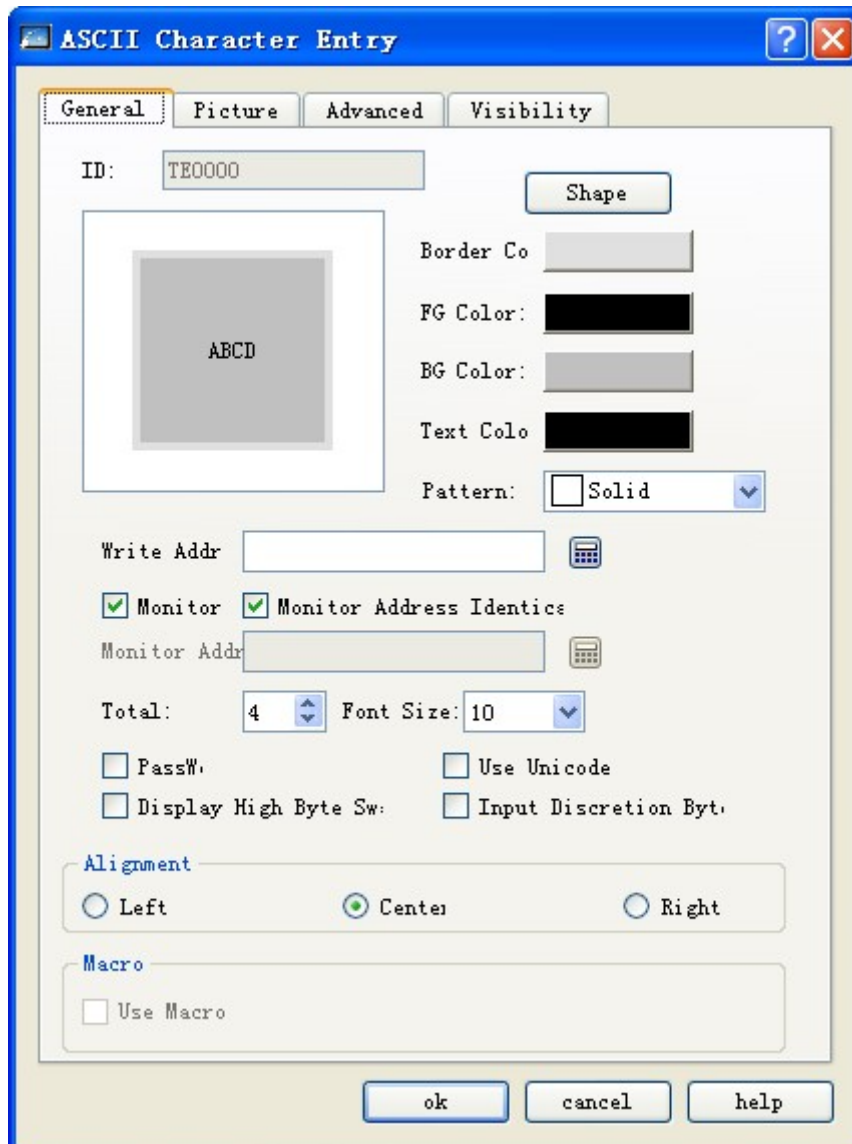 ASCII Character Entry
General Picture Advanced Visibility
ID: TE0000
Shape
Border Co
FG Color:
ABCD
BG Color:
Text Colo
Pattern: Solid
Write Addr
Monitor Monitor Address Identica
Monitor Addr
Total: 4 Font Size: 10
PassW Use Unicode
Display High Byte Sw Input Discretion Byt
Alignment
Left Center Right
Macro
Use Macro
ok cancel help